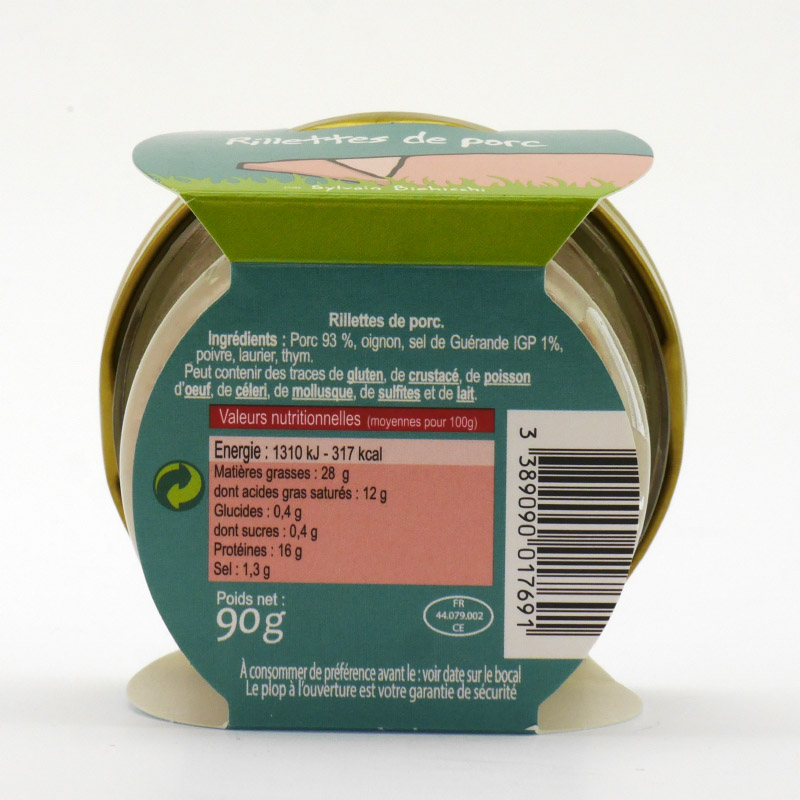 Rillettes de porc
Rillettes de porc.
Ingrédients : Porc 93 %, oignon, sel de Guérande IGP 1%,
poivre, laurier, thym.
Peut contenir des traces de gluten, de crustacé, de poisson
d'oeuf, de céleri, de mollusque, de sulfites et de lait.
Valeurs nutritionnelles (moyennes pour 100g)
Energie : 1310 kJ - 317 kcal
Matières grasses : 28 g
dont acides gras saturés : 12 g
Glucides : 0,4 g
dont sucres : 0,4 g
Protéines : 16 g
Sel : 1,3 g
3 389090 017691
Poids net :
90g
FR
44.079.002
CE
À consommer de préférence avant le : voir date sur le bocal
Le plop à l'ouverture est votre garantie de sécurité